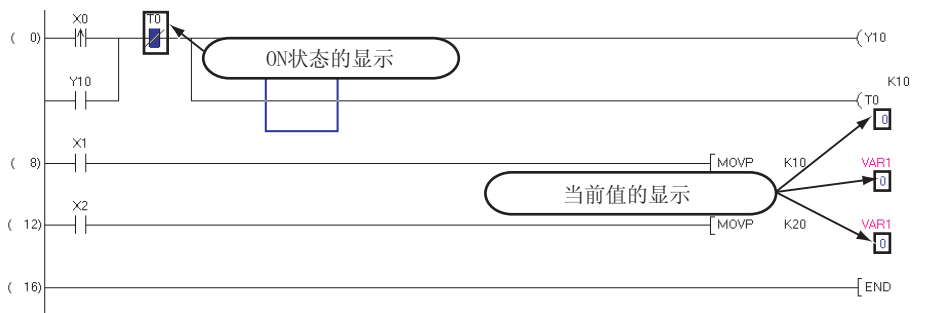 X0 T0
( 0) Y10
ON状态的显示
Y10 K10
T0
0
X1
( 8) MOVP K10 VAR1
0
当前值的显示
X2
( 12) MOVP K20 VAR1
0
( 16) END